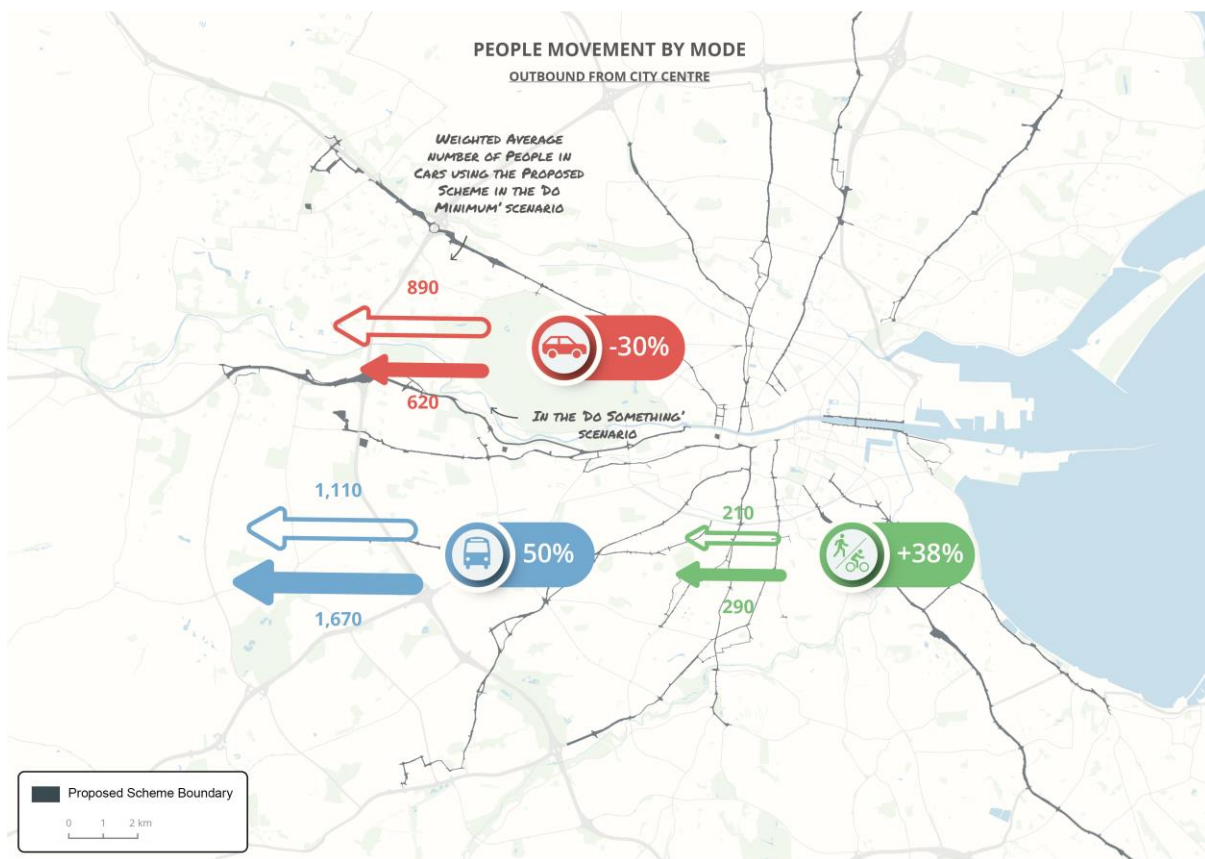 PEOPLE MOVEMENT BY MODE
OUTBOUND FROM CITY CENTRE
WEIGHTED AVERAGE
NUMBER OF PEOPLE IN
CARS USING THE PROPOSED
SCHEME IN THE 'DO
MINIMUM' SCENARIO
890
-30%
620
IN THE 'DO SOMETHING'
SCENARIO
1,110
50%
1,670
210
+38%
290
Proposed Scheme Boundary
0 1 2 km